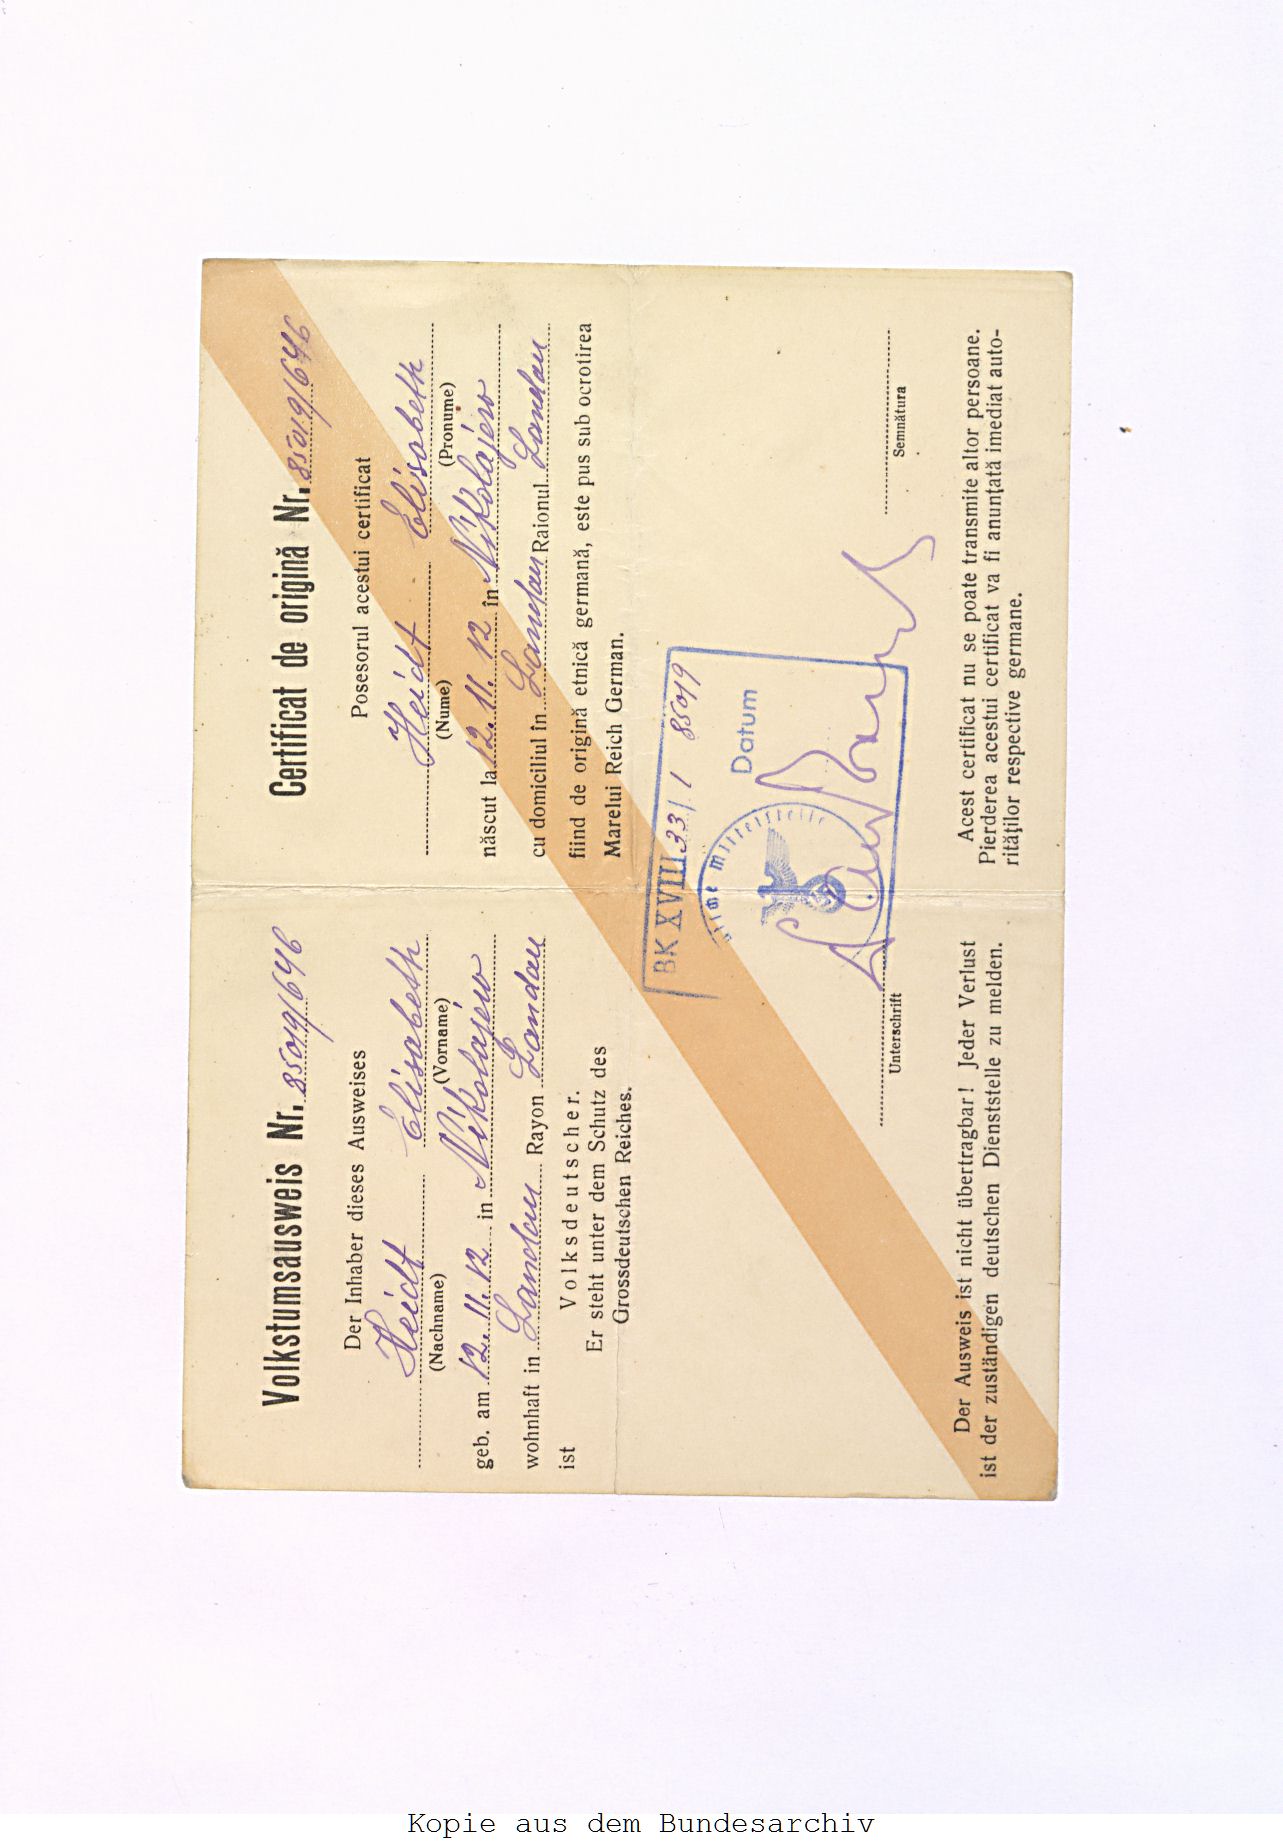 Volkstumsausweis Nr. 85019/646
Der Inhaber dieses Ausweises
Heidt Elisabeth
(Nachname) (Vorname)
geb. am 12. 11. 12 in Nikolajew
wohnhaft in Landau Rayon Landau
ist Volksdeutscher.
Er steht unter dem Schutz des
Grossdeutschen Reiches.
Unterschrift
Der Ausweis ist nicht übertragbar! Jeder Verlust
ist der zuständigen deutschen Dienststelle zu melden.
Certificat de origină Nr. 85019/646
Posesorul acestui certificat
Heidt Elisabeth
(Nume) (Pronume)
născut la 12. 11. 12 în Nikolajew
cu domiciliul în Landau Raionul Landau
fiind de origină etnică germană, este pus sub ocrotirea
Marelui Reich German.
BK XVIII 33/1 85019
Datum
Mittelstelle
Semnătura
Acest certificat nu se poate transmite altor persoane.
Pierderea acestui certificat va fi anunţată imediat auto-
rităţilor respective germane.
Kopie aus dem Bundesarchiv